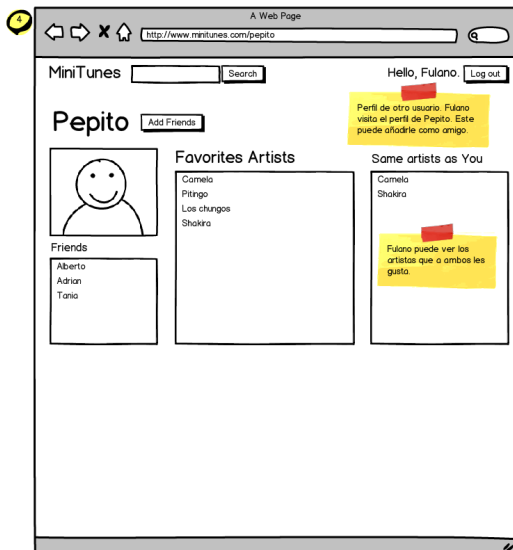 4
A Web Page
http://www.minitunes.com/pepito
MiniTunes
Search
Hello, Fulano.
Log out
Perfil de otro usuario. Fulano
visita el perfil de Pepito. Este
puede añadirle como amigo.
Pepito
Add Friends
Favorites Artists
Camela
Pitingo
Los chungos
Shakira
Same artists as You
Camela
Shakira
Fulano puede ver los
artistas que a ambos les
gusta.
Friends
Alberto
Adrian
Tania